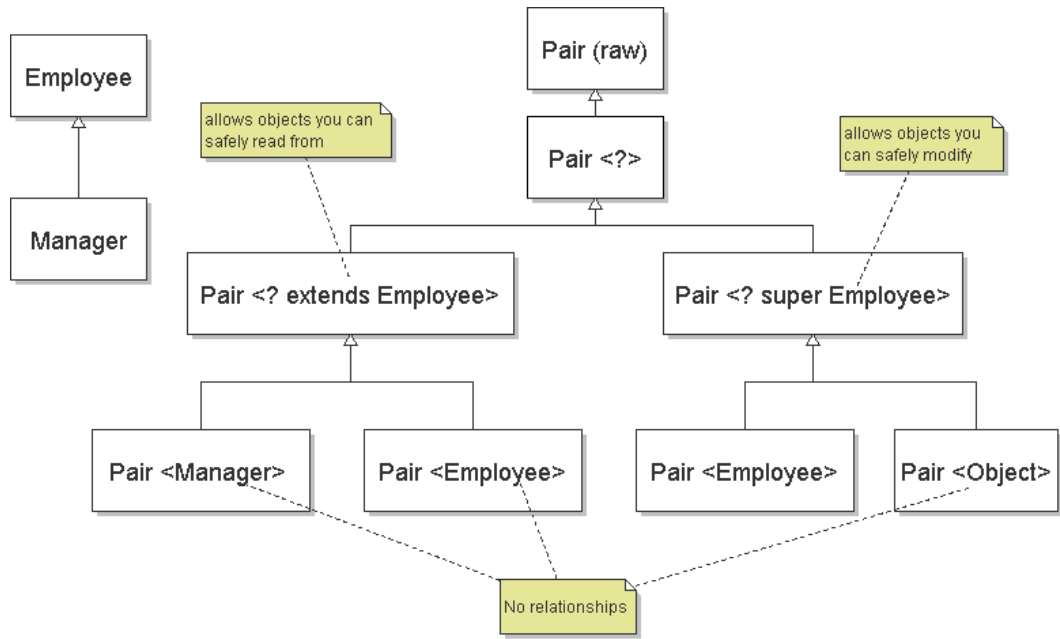 Pair (raw)
Employee
allows objects you can
safely read from
Pair <?>
allows objects you
can safely modify
Manager
Pair <? extends Employee>
Pair <? super Employee>
Pair <Manager>
Pair <Employee>
Pair <Employee>
Pair <Object>
No relationships